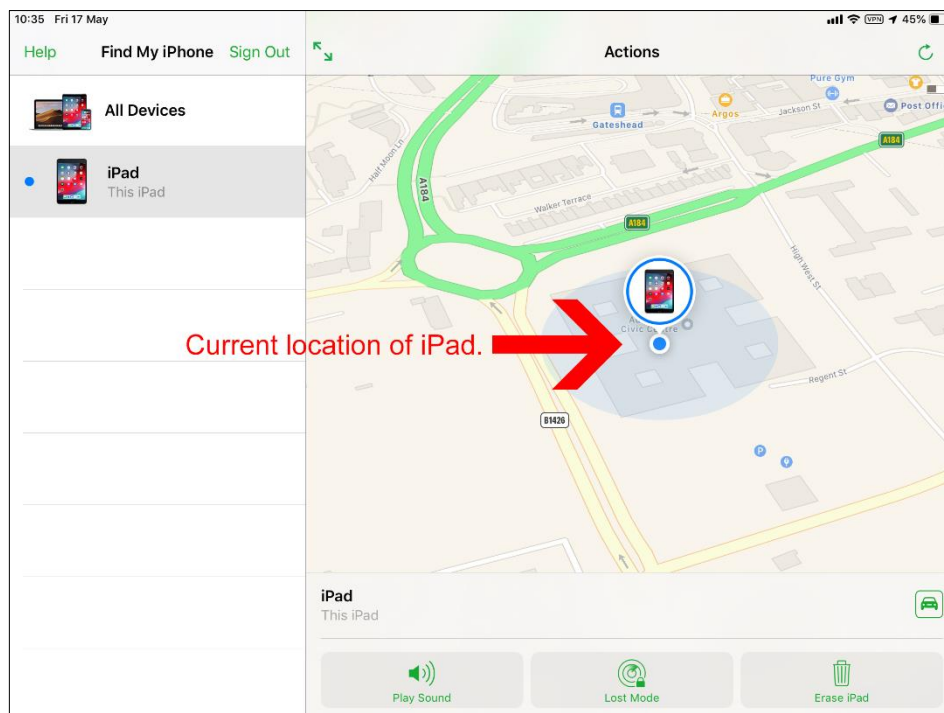 10:35 Fri 17 May
VPN 45%
Help Find My iPhone Sign Out
Actions
All Devices
iPad
This iPad
Pure Gym
Gateshead
Argos
Jackson St
Post Offi
A184
Half Moon Ln
A184
Walker Terrace
A184
High West St
Civic Centre
Current location of iPad.
Regent St
B1426
P
iPad
This iPad
Play Sound
Lost Mode
Erase iPad